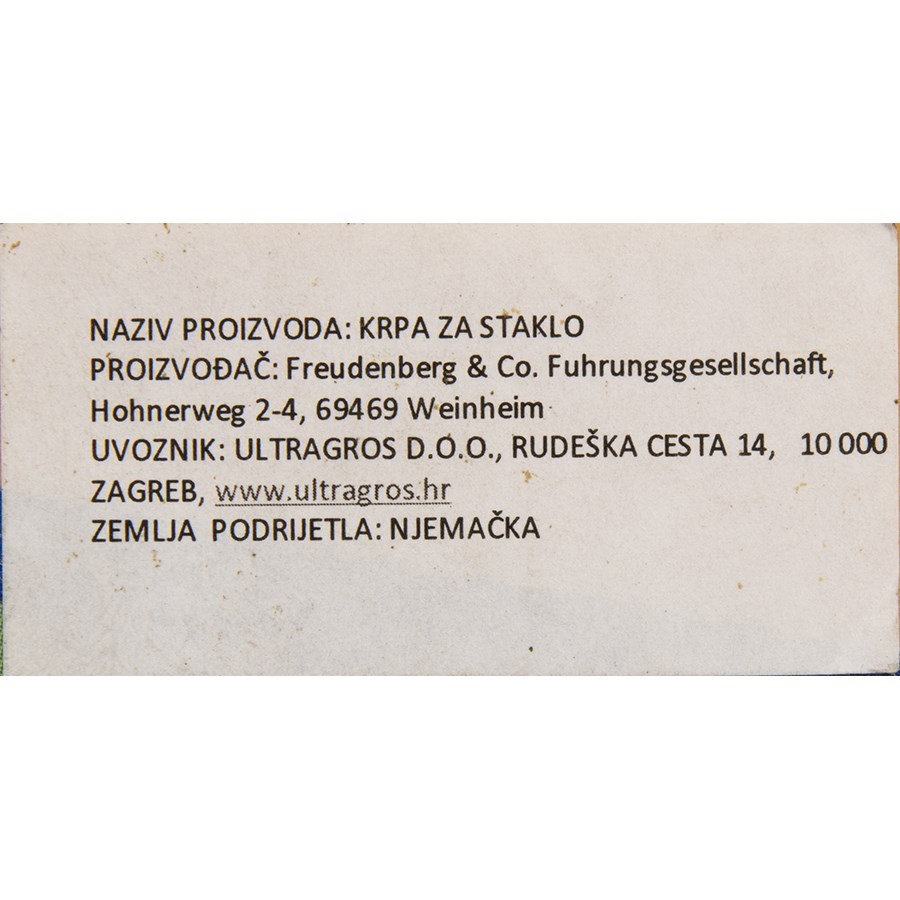 NAZIV PROIZVODA: KRPA ZA STAKLO
PROIZVOĐAČ: Freudenberg & Co. Fuhrungsgesellschaft,
Hohnerweg 2-4, 69469 Weinheim
UVOZNIK: ULTRAGROS D.O.O., RUDEŠKA CESTA 14, 10 000
ZAGREB, www.ultragros.hr
ZEMLJA PODRIJETLA: NJEMAČKA